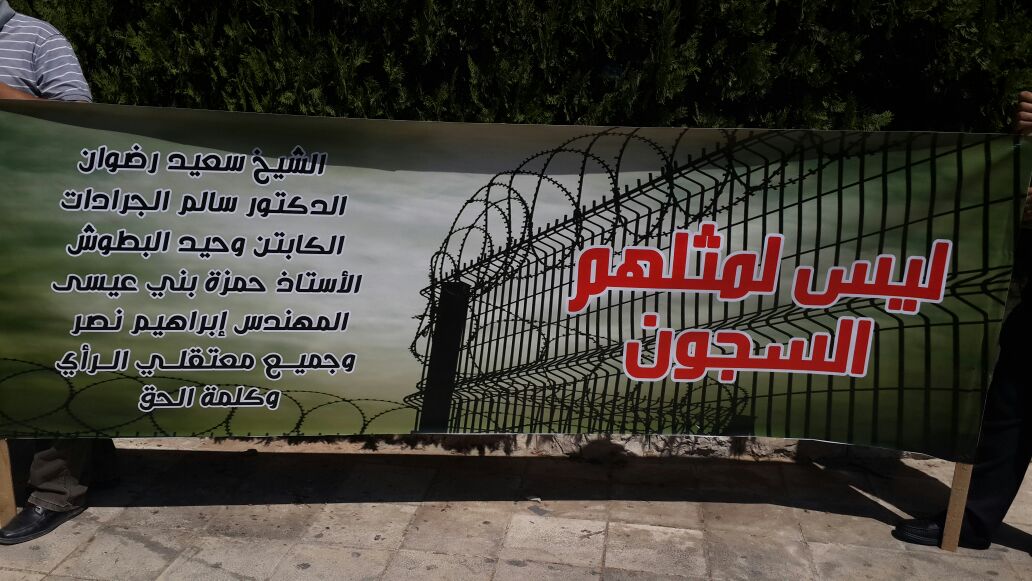 ليس لمثلهم
السجون
الشيخ سعيد رضوان
الدكتور سالم الجرادات
الكابتن وحيد البطوش
الأستاذ حمزة بني عيسى
المهندس إبراهيم نصر
وجميع معتقلي الرأي
وكلمة الحق